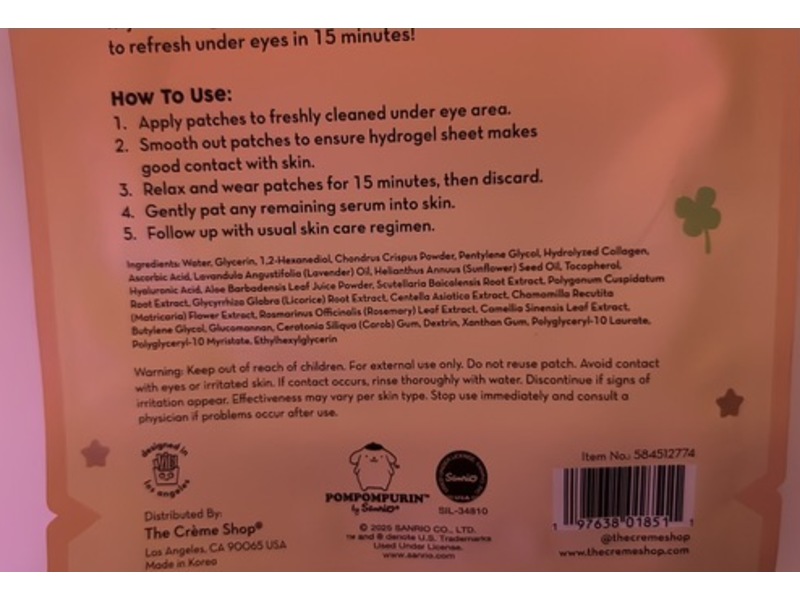 to refresh under eyes in 15 minutes!
How To Use:
1. Apply patches to freshly cleaned under eye area.
2. Smooth out patches to ensure hydrogel sheet makes
good contact with skin.
3. Relax and wear patches for 15 minutes, then discard.
4. Gently pat any remaining serum into skin.
5. Follow up with usual skin care regimen.
Ingredients: Water, Glycerin, 1,2-Hexanediol, Chondrus Crispus Powder, Pentylene Glycol, Hydrolyzed Collagen,
Ascorbic Acid, Lavandula Angustifolia (Lavender) Oil, Helianthus Annuus (Sunflower) Seed Oil, Tocopherol,
Hyaluronic Acid, Aloe Barbadensis Leaf Juice Powder, Scutellaria Baicalensis Root Extract, Polygonum Cuspidatum
Root Extract, Glycyrrhiza Glabra (Licorice) Root Extract, Centella Asiatica Extract, Chamomilla Recutita
(Matricaria) Flower Extract, Rosmarinus Officinalis (Rosemary) Leaf Extract, Camellia Sinensis Leaf Extract,
Butylene Glycol, Glucomannan, Ceratonia Siliqua (Carob) Gum, Dextrin, Xanthan Gum, Polyglyceryl-10 Laurate,
Polyglyceryl-10 Myristate, Ethylhexylglycerin
Warning: Keep out of reach of children. For external use only. Do not reuse patch. Avoid contact
with eyes or irritated skin. If contact occurs, rinse thoroughly with water. Discontinue if signs of
irritation appear. Effectiveness may vary per skin type. Stop use immediately and consult a
physician if problems occur after use.
designed in
los angeles
Distributed By:
The Crème Shop®
Los Angeles, CA 90065 USA
Made in Korea
POMPOMPURIN™
by Sanrio®
Sanrio
SIL-34810
© 2025 SANRIO CO., LTD.
™ and ® denote U.S. Trademarks
Used Under License.
www.sanrio.com
Item No.: 584512774
1 97638 01851 1
@thecremeshop
www.thecremeshop.com